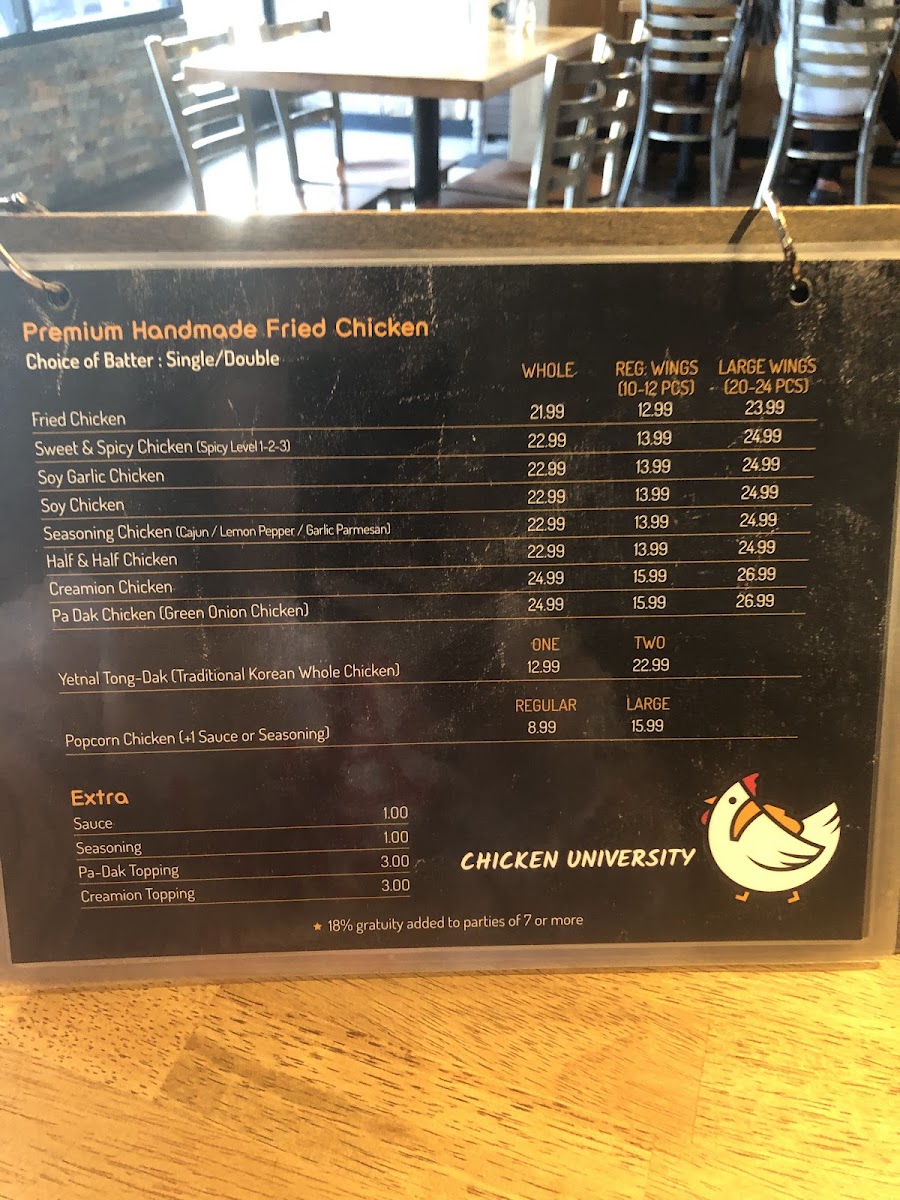 Premium Handmade Fried Chicken
Choice of Batter : Single/Double
WHOLE REG. WINGS (10-12 PCS) LARGE WINGS (20-24 PCS)
Fried Chicken 21.99 12.99 23.99
Sweet & Spicy Chicken (Spicy Level 1-2-3) 22.99 13.99 24.99
Soy Garlic Chicken 22.99 13.99 24.99
Soy Chicken 22.99 13.99 24.99
Seasoning Chicken (Cajun / Lemon Pepper / Garlic Parmesan) 22.99 13.99 24.99
Half & Half Chicken 22.99 13.99 24.99
Creamion Chicken 24.99 15.99 26.99
Pa Dak Chicken (Green Onion Chicken) 24.99 15.99 26.99
ONE TWO
Yetnal Tong-Dak (Traditional Korean Whole Chicken) 12.99 22.99
REGULAR LARGE
Popcorn Chicken (+1 Sauce or Seasoning) 8.99 15.99
Extra
Sauce 1.00
Seasoning 1.00
Pa-Dak Topping 3.00
Creamion Topping 3.00
CHICKEN UNIVERSITY
★ 18% gratuity added to parties of 7 or more